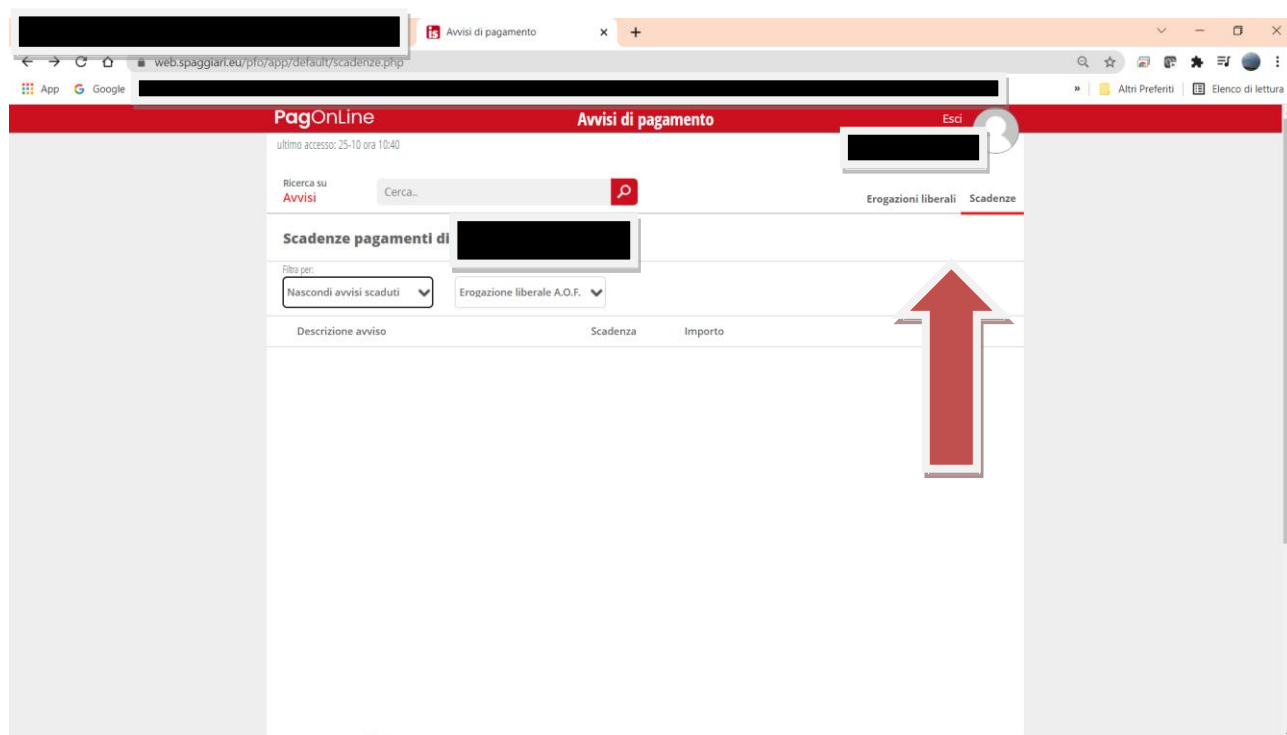 Avvisi di pagamento
web.spaggiari.eu/pfo/app/default/scadenze.php
App Google » Altri Preferiti Elenco di lettura
PagOnLine Avvisi di pagamento Esci
ultimo accesso: 25-10 ora 10:40
Ricerca su
Avvisi Cerca.. Erogazioni liberali Scadenze
Scadenze pagamenti di
Filtra per:
Nascondi avvisi scaduti Erogazione liberale A.O.F.
Descrizione avviso Scadenza Importo